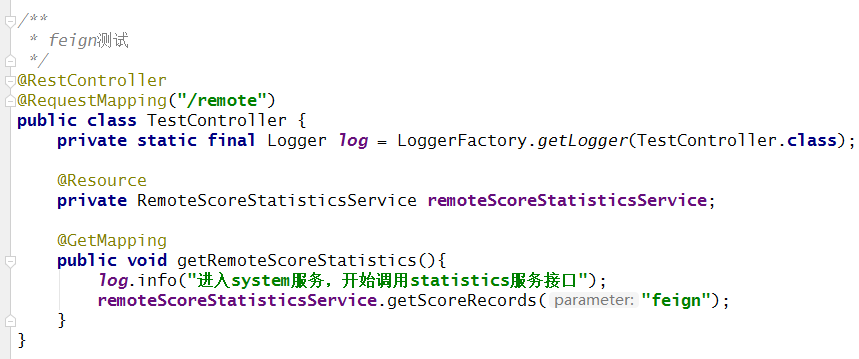 /**
 * feign测试
 */
@RestController
@RequestMapping("/remote")
public class TestController {
    private static final Logger log = LoggerFactory.getLogger(TestController.class);

    @Resource
    private RemoteScoreStatisticsService remoteScoreStatisticsService;

    @GetMapping
    public void getRemoteScoreStatistics(){
        log.info("进入system服务，开始调用statistics服务接口");
        remoteScoreStatisticsService.getScoreRecords( parameter: "feign");
    }
}